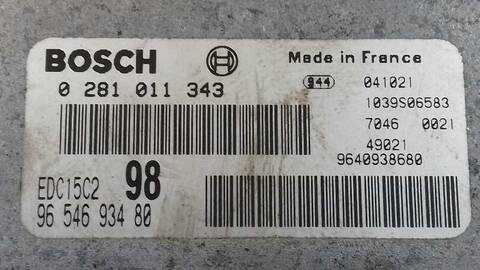 BOSCH
Made in France
0 281 011 343
944 041021
1039S06583
7046 0021
49021
9640938680
EDC15C2 98
96 546 934 80